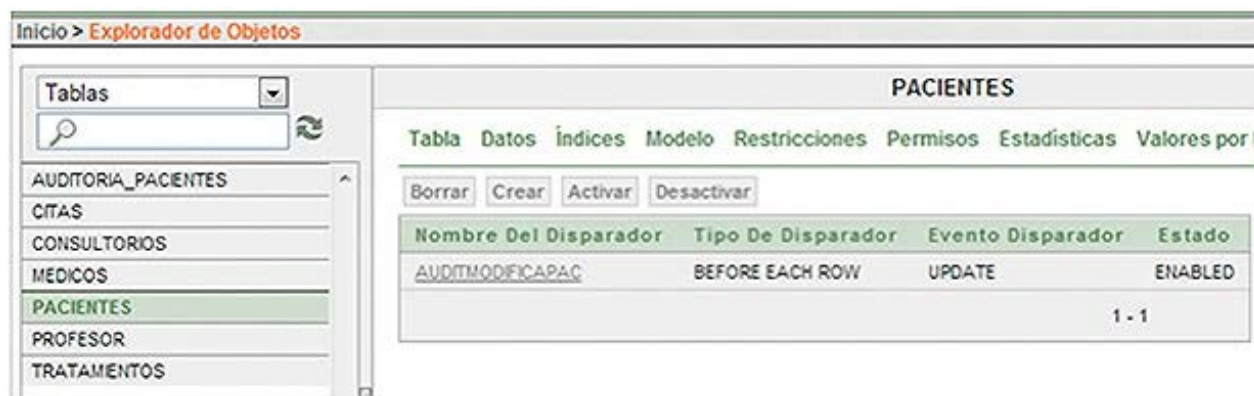 Inicio > Explorador de Objetos
Tablas
PACIENTES
Tabla Datos Índices Modelo Restricciones Permisos Estadísticas Valores por
AUDITORIA_PACIENTES
CITAS
CONSULTORIOS
MEDICOS
PACIENTES
PROFESOR
TRATAMIENTOS
Borrar Crear Activar Desactivar
Nombre Del Disparador Tipo De Disparador Evento Disparador Estado
AUDITMODIFICAPAC BEFORE EACH ROW UPDATE ENABLED
1 - 1